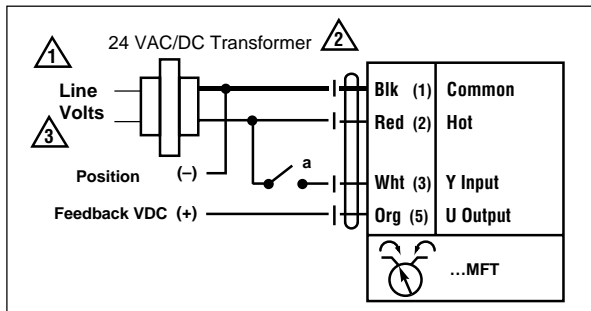 24 VAC/DC Transformer
2
1
Line
Volts
3
Blk (1) Common
Red (2) Hot
a
Position (–)
Wht (3) Y Input
Feedback VDC (+)
Org (5) U Output
...MFT